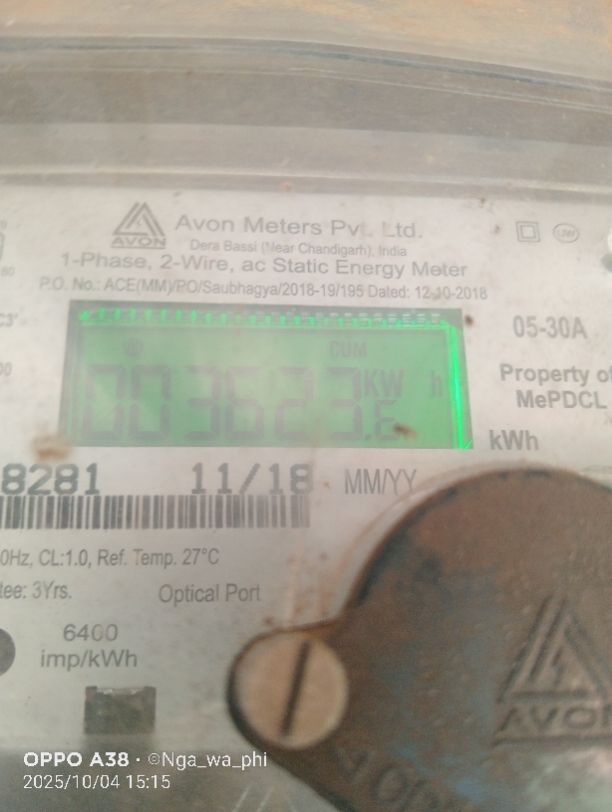 Avon Meters Pvt. Ltd.
AVON
Dera Bassi (Near Chandigarh), India
1-Phase, 2-Wire, ac Static Energy Meter
P.O. No.: ACE(MM)/PO/Saubhagya/2018-19/195 Dated: 12-10-2018
05-30A
CUM
003623 KW h
Property of
MePDCL
kWh
8281 11/18 MM/YY
0Hz, CL:1.0, Ref. Temp. 27°C
tee: 3Yrs. Optical Port
6400
imp/kWh
AVON
OPPO A38 · ©Nga_wa_phi
2025/10/04 15:15